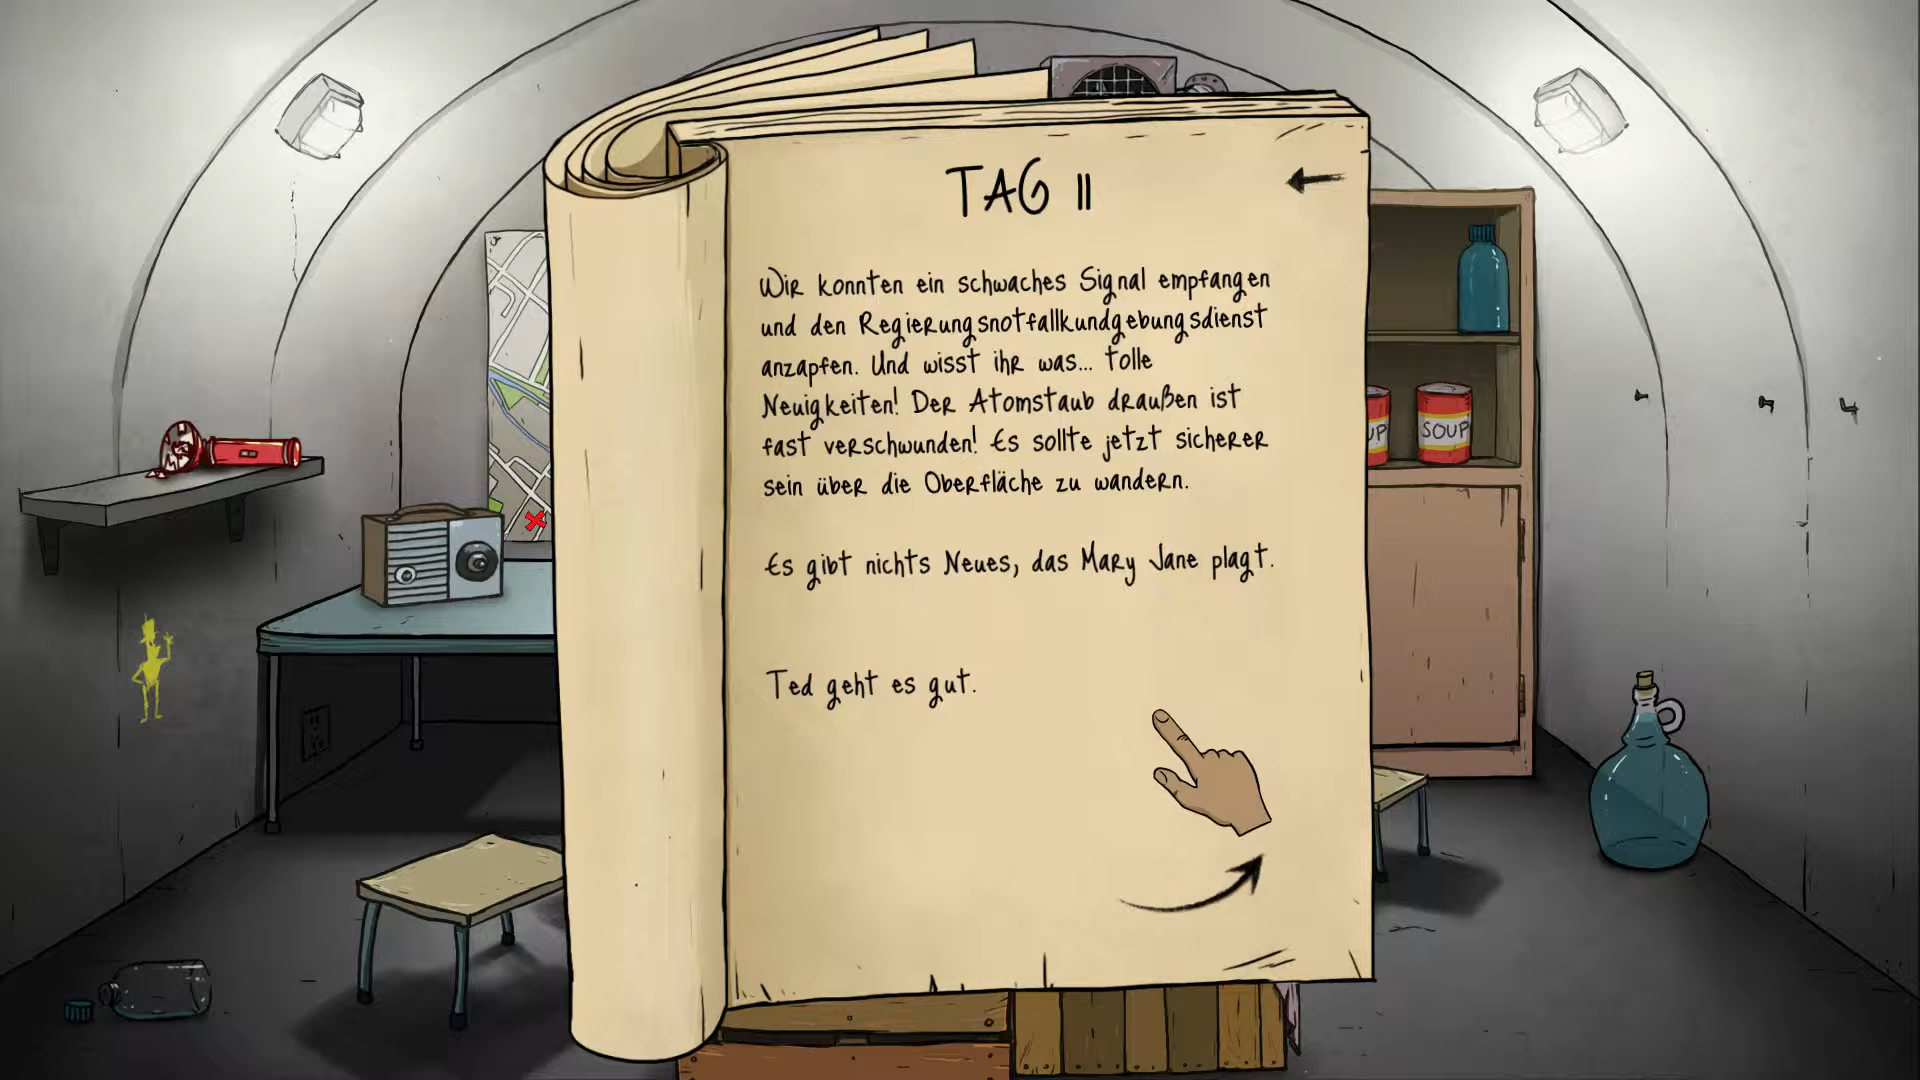 TAG 11
Wir konnten ein schwaches Signal empfangen
und den Regierungsnotfallkundgebungsdienst
anzapfen. Und wisst ihr was... tolle
Neuigkeiten! Der Atomstaub draußen ist
fast verschwunden! Es sollte jetzt sicherer
sein über die Oberfläche zu wandern.
Es gibt nichts Neues, das Mary Jane plagt.
Ted geht es gut.
UP
SOUP